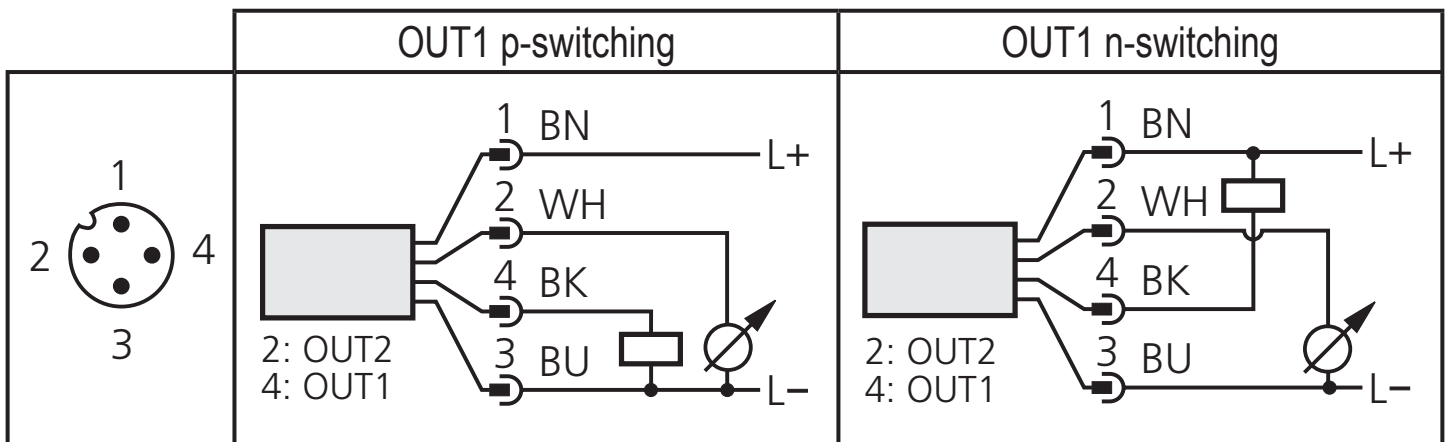 OUT1 p-switching
OUT1 n-switching
1
2 4
3
1 BN
L+
2 WH
4 BK
3 BU
L−
2: OUT2
4: OUT1
1 BN
L+
2 WH
4 BK
3 BU
L−
2: OUT2
4: OUT1